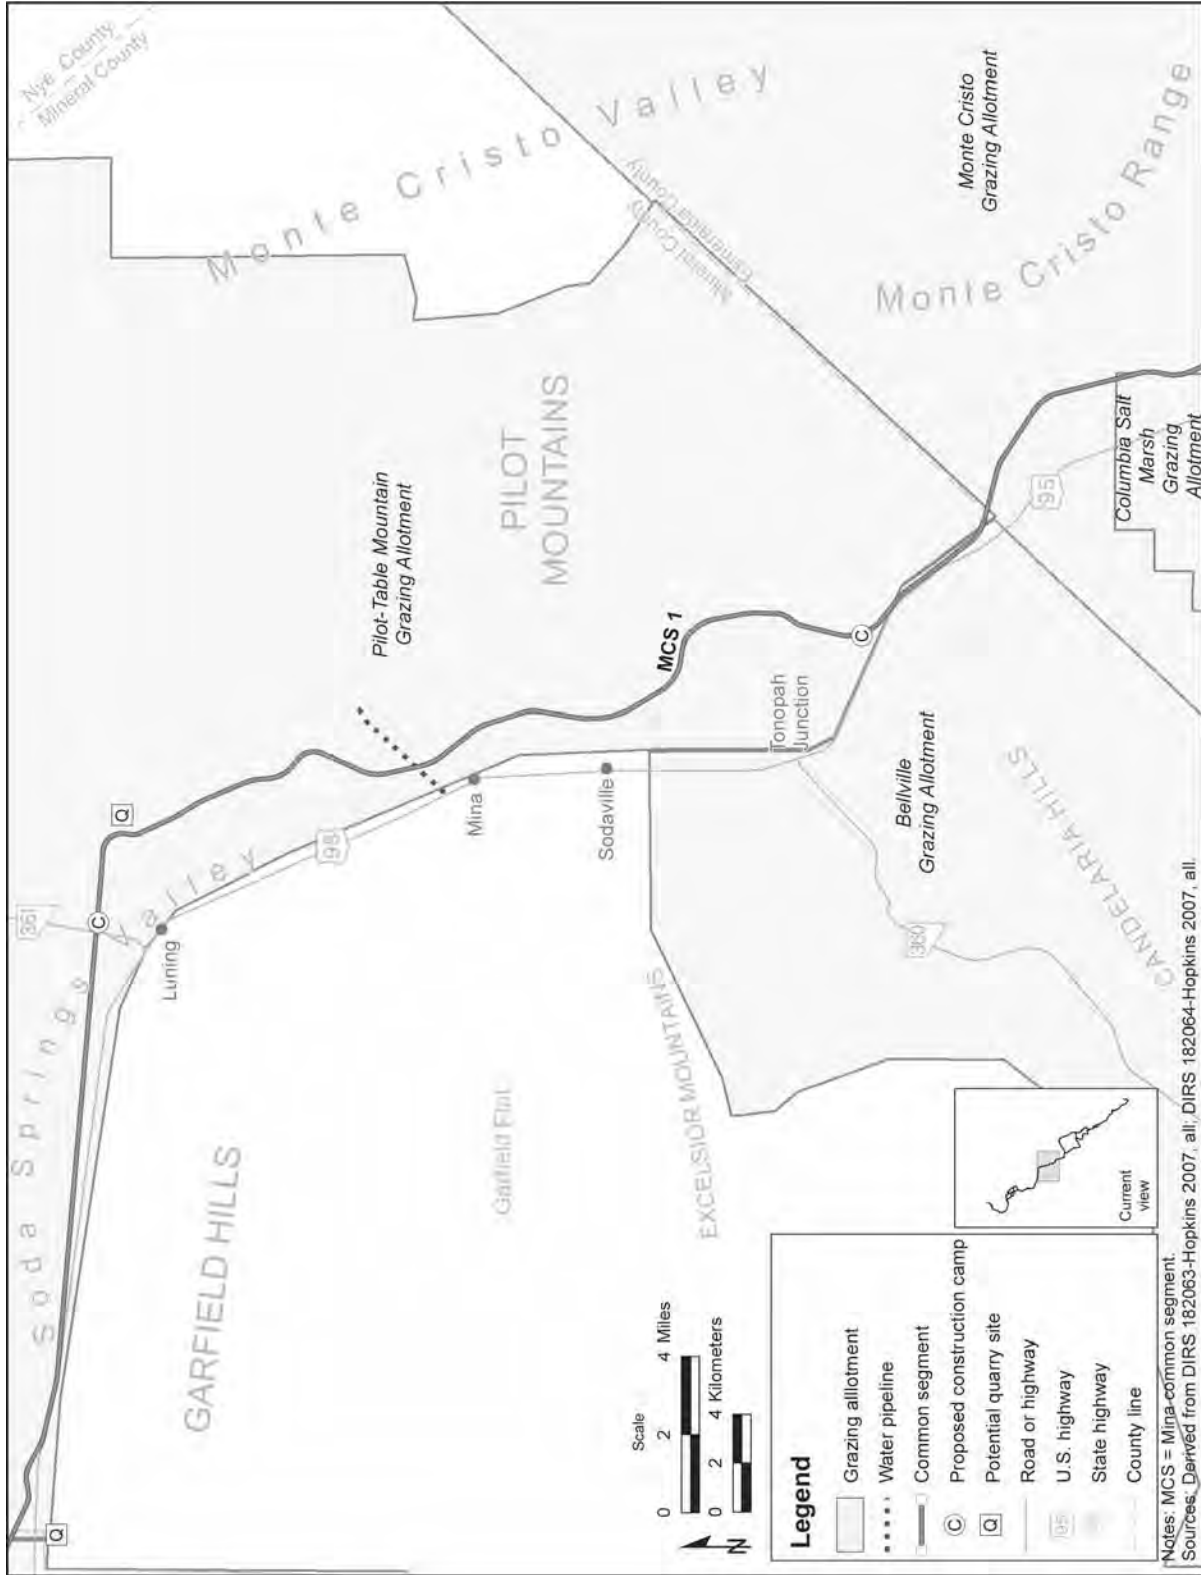 Nye County
Mineral County
Monte Cristo Valley
361
Soda Springs Valley
C
Q
Q
Luning
95
GARFIELD HILLS
Pilot-Table Mountain
Grazing Allotment
PILOT
MOUNTAINS
Mina
Garfield Flat
Sodaville
MCS 1
Mineral County
Esmeralda County
EXCELSIOR MOUNTAINS
Tonopah
Junction
C
Monte Cristo
Grazing Allotment
Monte Cristo Range
Bellville
Grazing Allotment
360
95
CANDELARIA HILLS
Columbia Salt
Marsh
Grazing
Allotment
Scale
0 2 4 Miles
0 2 4 Kilometers
N
Legend
Grazing alllotment
Water pipeline
Common segment
C Proposed construction camp
Q Potential quarry site
Road or highway
95 U.S. highway
State highway
County line
Current
view
Notes: MCS = Mina common segment.
Sources: Derived from DIRS 182063-Hopkins 2007, all; DIRS 182064-Hopkins 2007, all.